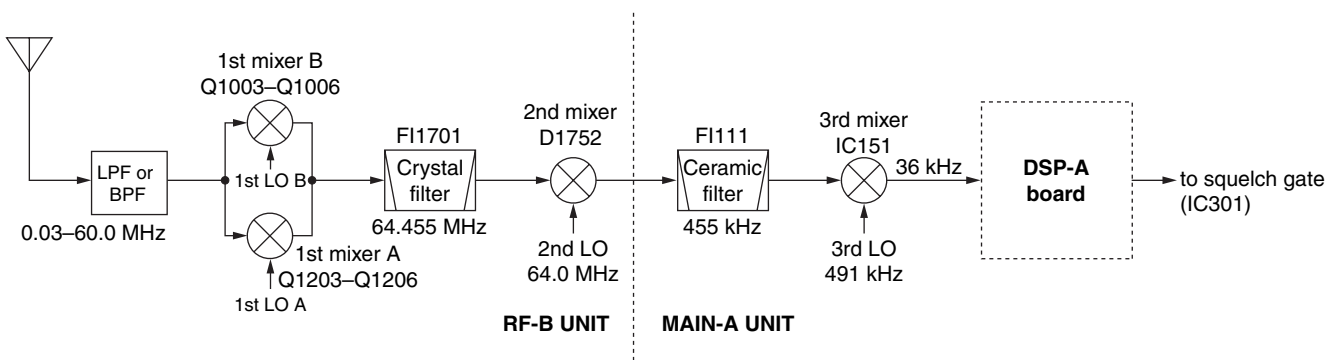 LPF or
BPF
0.03–60.0 MHz
1st mixer B
Q1003–Q1006
1st LO B
1st mixer A
Q1203–Q1206
1st LO A
FI1701
Crystal
filter
64.455 MHz
2nd mixer
D1752
2nd LO
64.0 MHz
RF-B UNIT
MAIN-A UNIT
FI111
Ceramic
filter
455 kHz
3rd mixer
IC151
36 kHz
3rd LO
491 kHz
DSP-A
board
to squelch gate
(IC301)